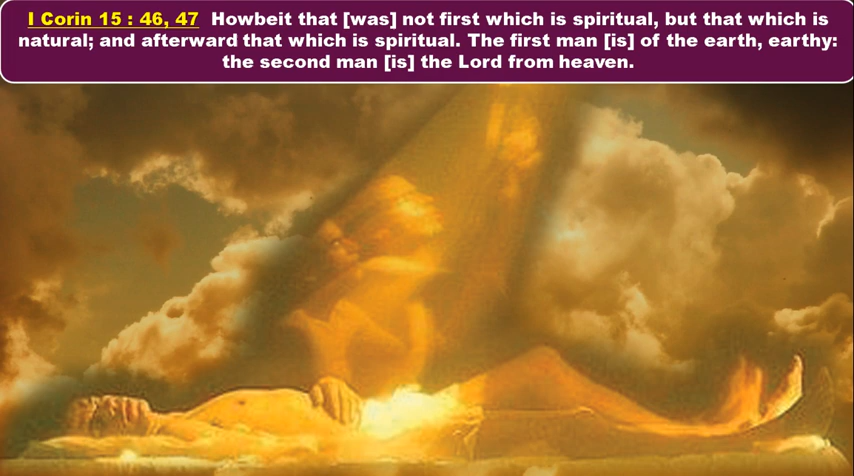 I Corin 15 : 46, 47 Howbeit that [was] not first which is spiritual, but that which is
natural; and afterward that which is spiritual. The first man [is] of the earth, earthy:
the second man [is] the Lord from heaven.